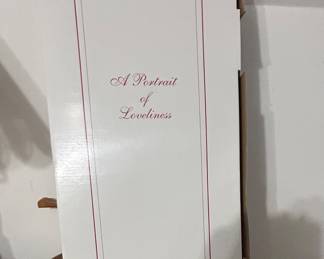 A Portrait
of
Loveliness